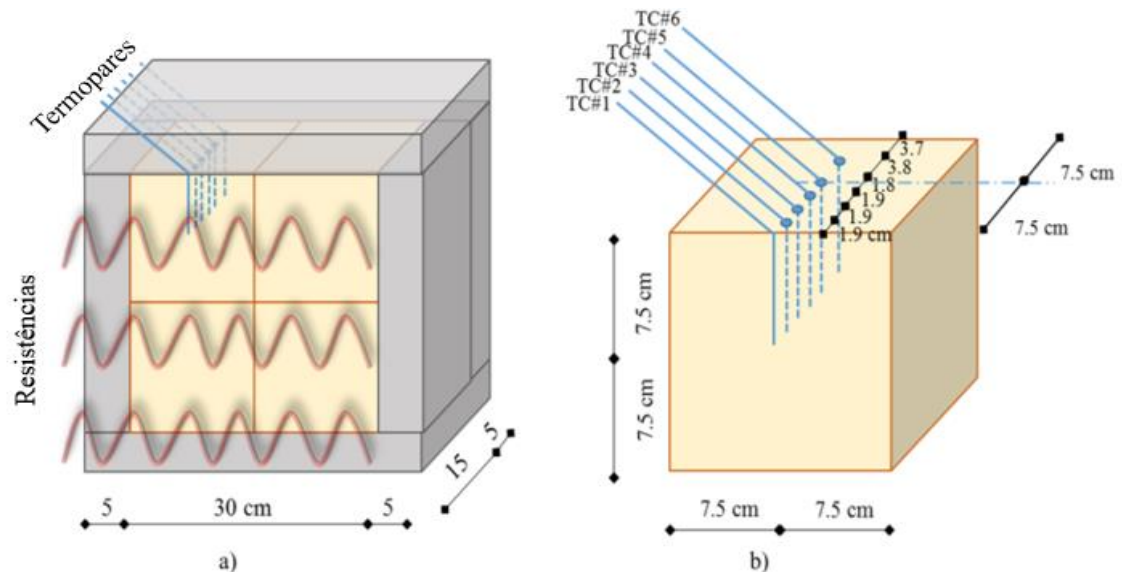 Termopares
Resistências
5
30 cm
5
15
5
a)
TC#6
TC#5
TC#4
TC#3
TC#2
TC#1
3.7
3.8
1.8
1.9
1.9
1.9 cm
7.5 cm
7.5 cm
7.5 cm
7.5 cm
7.5 cm
7.5 cm
b)